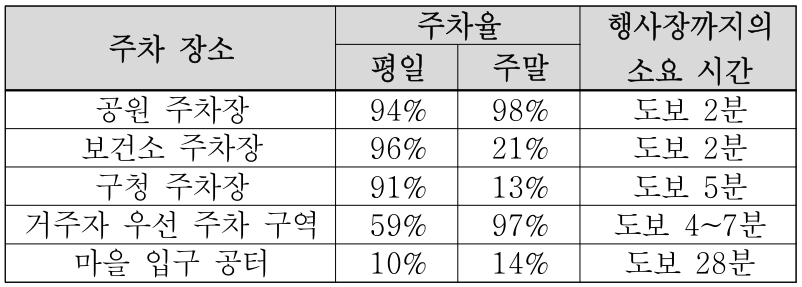 주차 장소 주차율 행사장까지의
평일 주말 소요 시간
공원 주차장 94% 98% 도보 2분
보건소 주차장 96% 21% 도보 2분
구청 주차장 91% 13% 도보 5분
거주자 우선 주차 구역 59% 97% 도보 4~7분
마을 입구 공터 10% 14% 도보 28분